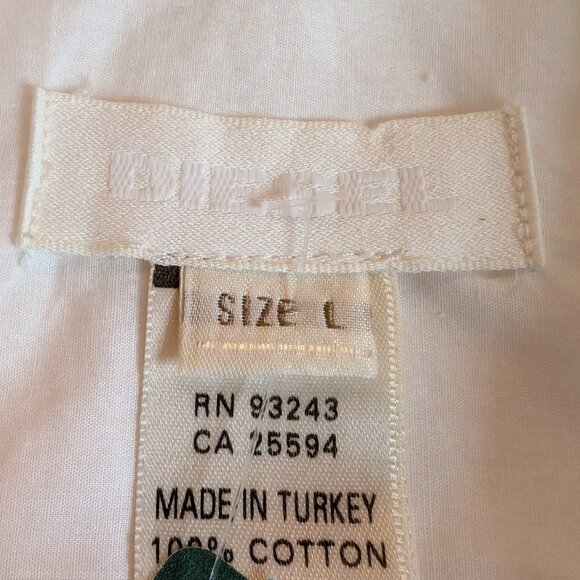 DIESEL
SIZE L
RN 93243
CA 25594
MADE IN TURKEY
100% COTTON